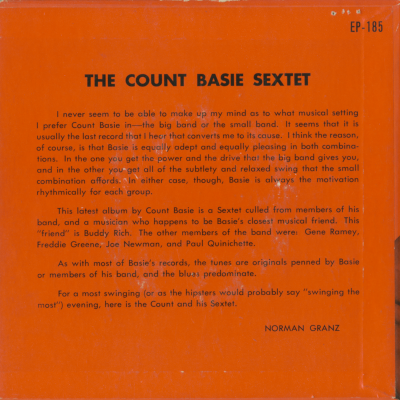 EP-185
THE COUNT BASIE SEXTET
I never seem to be able to make up my mind as to what musical setting
I prefer Count Basie in—the big band or the small band. It seems that it is
usually the last record that I hear that converts me to its cause. I think the reason,
of course, is that Basie is equally adept and equally pleasing in both combina-
tions. In the one you get the power and the drive that the big band gives you,
and in the other you get all of the subtlety and relaxed swing that the small
combination affords. In either case, though, Basie is always the motivation
rhythmically for each group.
This latest album by Count Basie is a Sextet culled from members of his
band, and a musician who happens to be Basie's closest musical friend. This
"friend" is Buddy Rich. The other members of the band were: Gene Ramey,
Freddie Greene, Joe Newman, and Paul Quinichette.
As with most of Basie's records, the tunes are originals penned by Basie
or members of his band, and the blues predominate.
For a most swinging (or as the hipsters would probably say "swinging the
most") evening, here is the Count and his Sextet.
NORMAN GRANZ